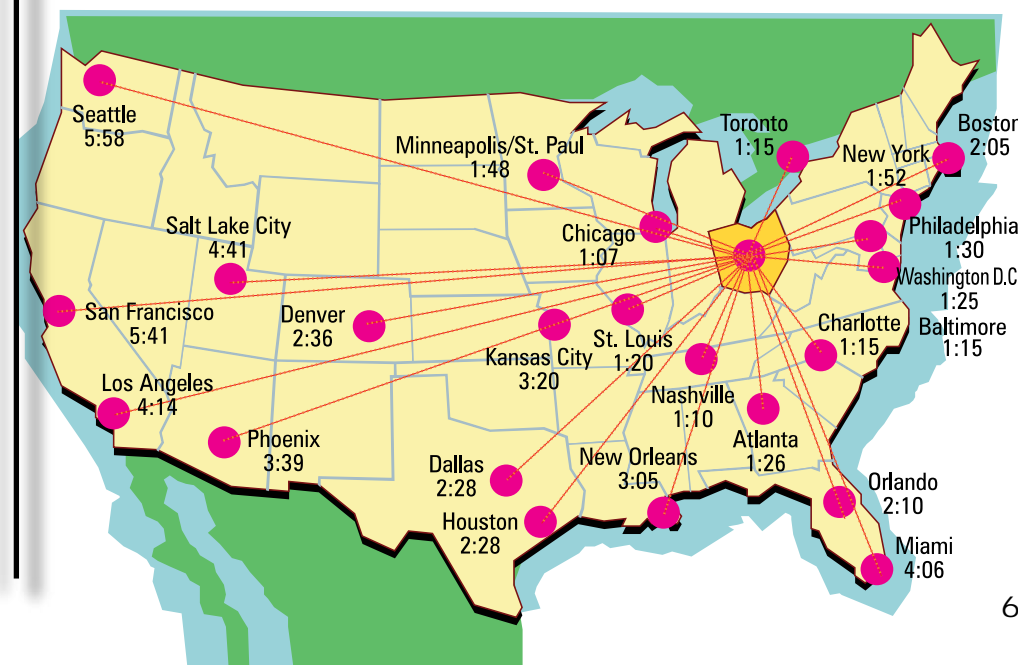 Seattle
5:58
Minneapolis/St. Paul
1:48
Toronto
1:15
Boston
2:05
New York
1:52
Salt Lake City
4:41
Chicago
1:07
Philadelphia
1:30
Washington D.C
1:25
San Francisco
5:41
Denver
2:36
Kansas City
3:20
St. Louis
1:20
Charlotte
1:15
Baltimore
1:15
Los Angeles
4:14
Nashville
1:10
Phoenix
3:39
Dallas
2:28
New Orleans
3:05
Atlanta
1:26
Orlando
2:10
Houston
2:28
Miami
4:06
6